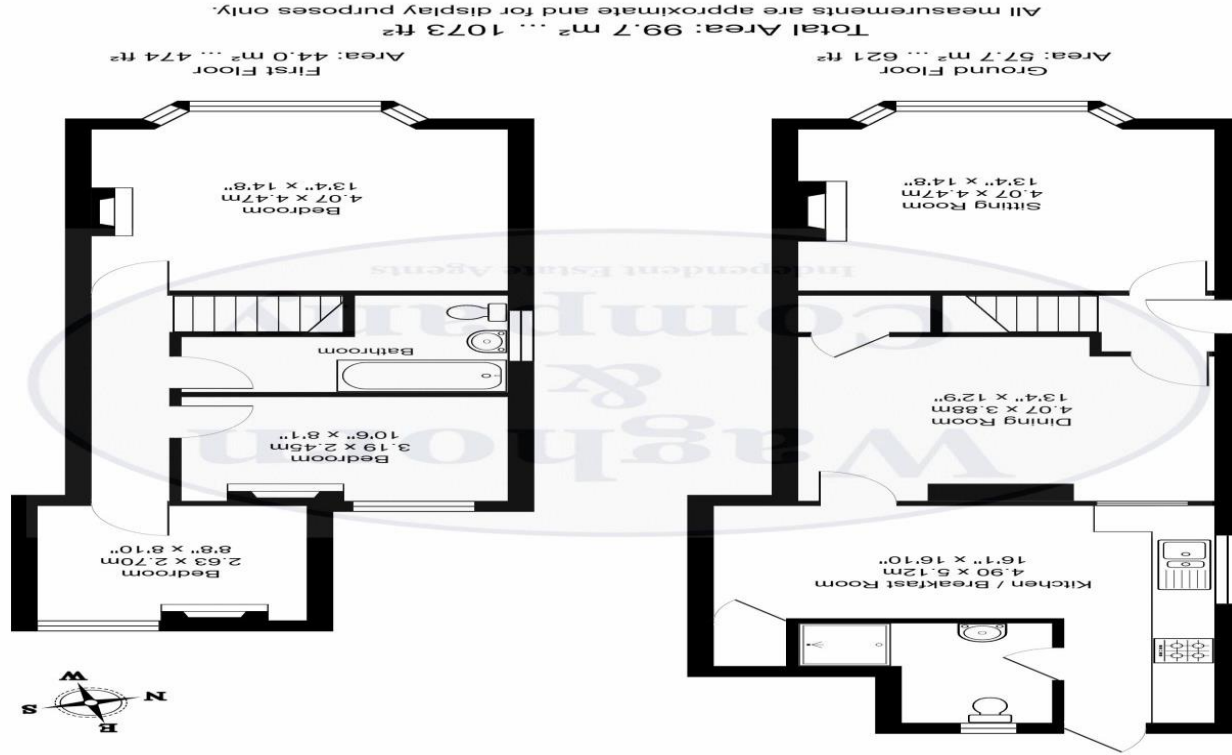 Kitchen / Breakfast Room
4.90 x 5.12m
16'1" x 16'10"
Dining Room
4.07 x 3.88m
13'4" x 12'9"
Sitting Room
4.07 x 4.47m
13'4" x 14'8"
Ground Floor
Area: 57.7 m² ... 621 ft²
N
E
S
W
Bedroom
2.63 x 2.70m
8'8" x 8'10"
Bedroom
3.19 x 2.45m
10'6" x 8'1"
Bathroom
Bedroom
4.07 x 4.47m
13'4" x 14'8"
First Floor
Area: 44.0 m² ... 474 ft²
Total Area: 99.7 m² ... 1073 ft²
All measurements are approximate and for display purposes only.
Waghorn
&
Company
Independent Estate Agents